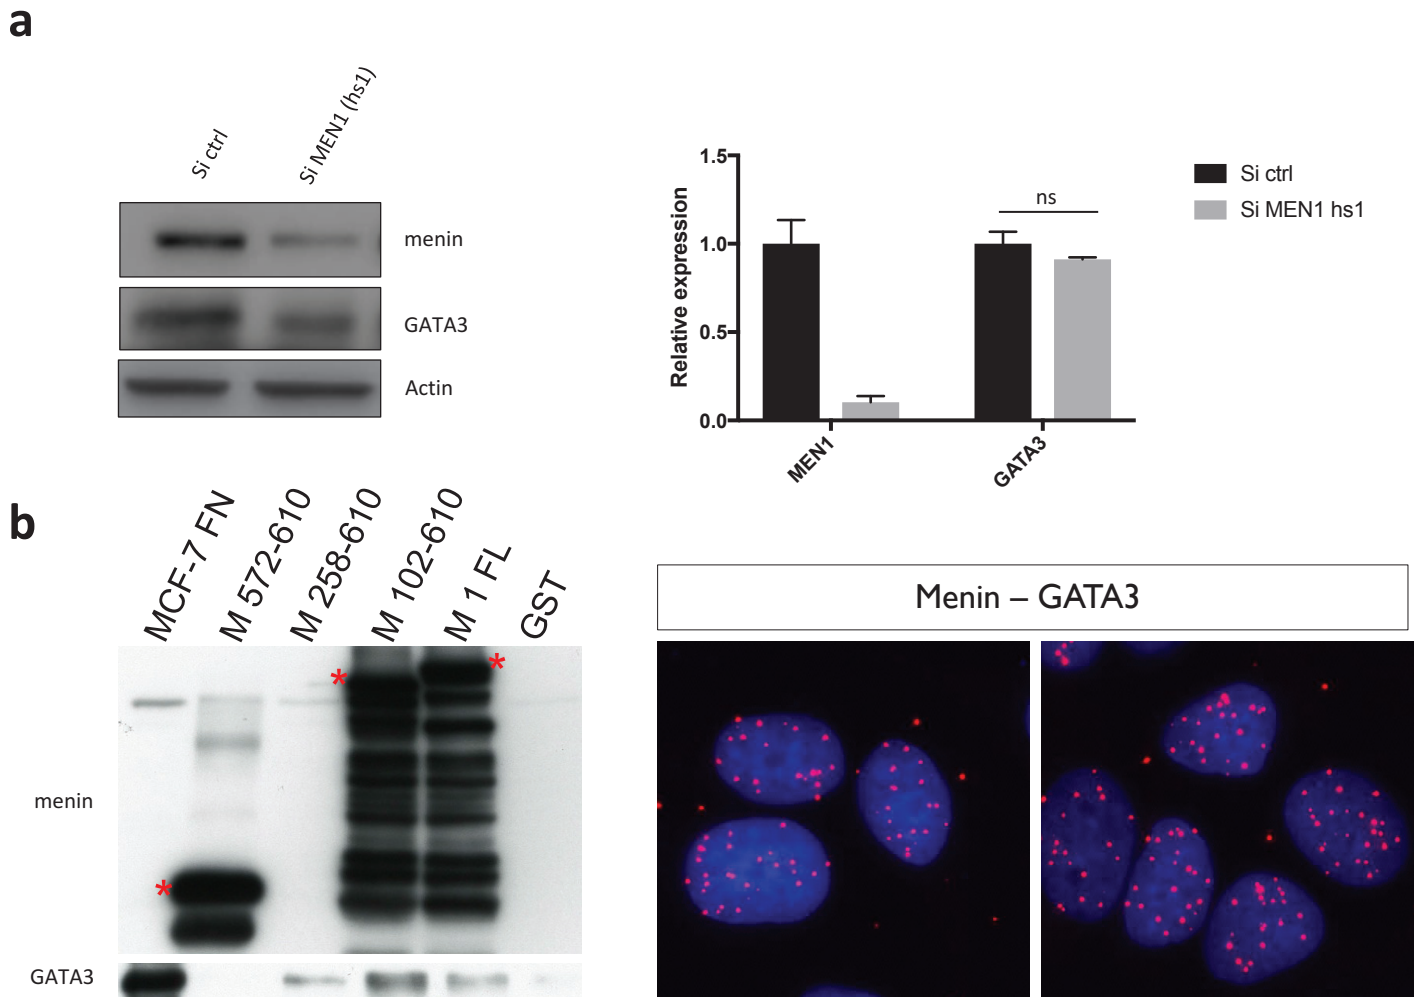 a
Si ctrl
Si MEN1 (hs1)
menin
GATA3
Actin
1.5
1.0
0.5
0.0
Relative expression
ns
MEN1
GATA3
Si ctrl
Si MEN1 hs1
b
MCF-7 FN
M 572-610
M 258-610
M 102-610
M 1 FL
GST
*
*
*
menin
GATA3
Menin – GATA3